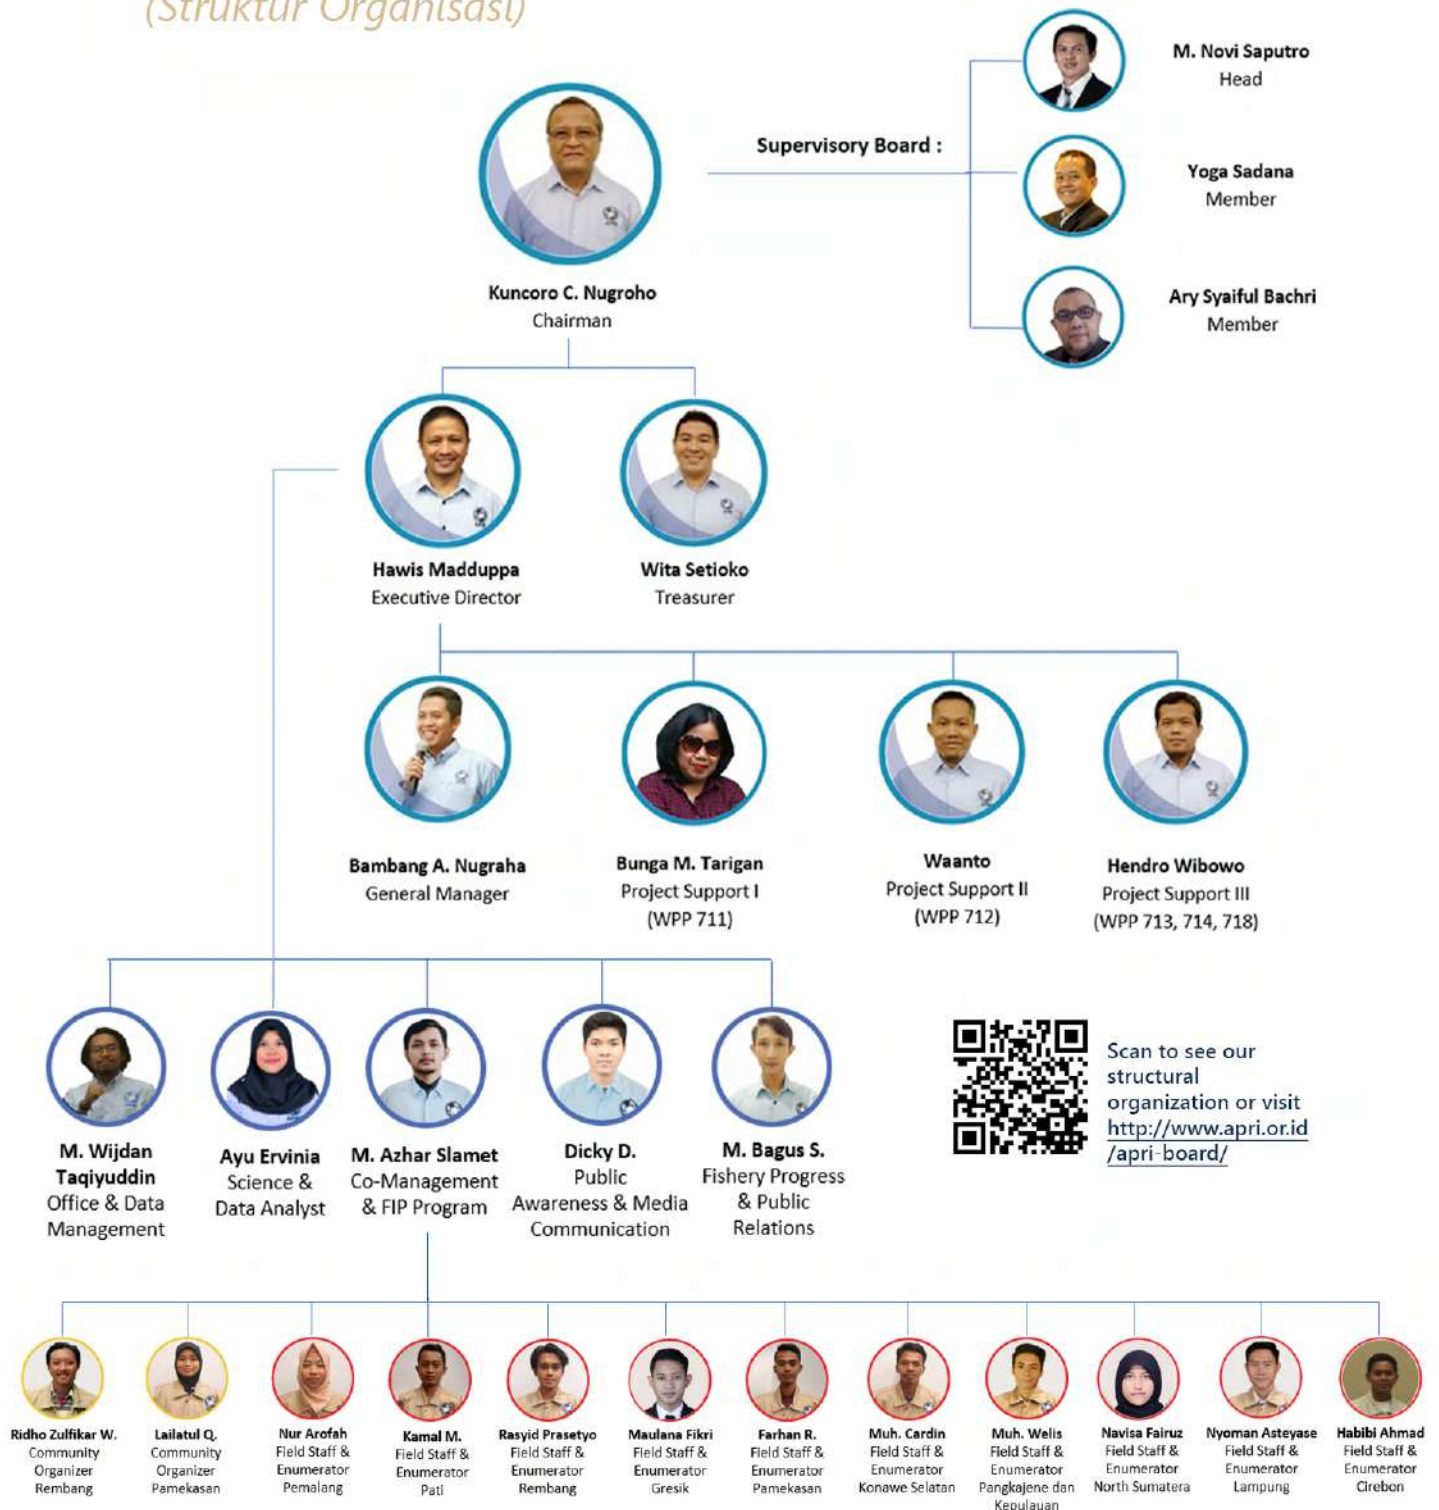 (Struktur Organisasi)
M. Novi Saputro
Head
Supervisory Board :
Yoga Sadana
Member
Kuncoro C. Nugroho
Chairman
Ary Syaiful Bachri
Member
Hawis Madduppa
Executive Director
Wita Setioko
Treasurer
Bambang A. Nugraha
General Manager
Bunga M. Tarigan
Project Support I
(WPP 711)
Waanto
Project Support II
(WPP 712)
Hendro Wibowo
Project Support III
(WPP 713, 714, 718)
Scan to see our
structural
organization or visit
http://www.apri.or.id
/apri-board/
M. Wijdan
Taqiyuddin
Office & Data
Management
Ayu Ervinia
Science &
Data Analyst
M. Azhar Slamet
Co-Management
& FIP Program
Dicky D.
Public
Awareness & Media
Communication
M. Bagus S.
Fishery Progress
& Public
Relations
Ridho Zulfikar W.
Community
Organizer
Rembang
Lailatul Q.
Community
Organizer
Pamekasan
Nur Arofah
Field Staff &
Enumerator
Pemalang
Kamal M.
Field Staff &
Enumerator
Pati
Rasyid Prasetyo
Field Staff &
Enumerator
Rembang
Maulana Fikri
Field Staff &
Enumerator
Gresik
Farhan R.
Field Staff &
Enumerator
Pamekasan
Muh. Cardin
Field Staff &
Enumerator
Konawe Selatan
Muh. Welis
Field Staff &
Enumerator
Pangkajene dan
Kepulauan
Navisa Fairuz
Field Staff &
Enumerator
North Sumatera
Nyoman Asteyase
Field Staff &
Enumerator
Lampung
Habibi Ahmad
Field Staff &
Enumerator
Cirebon